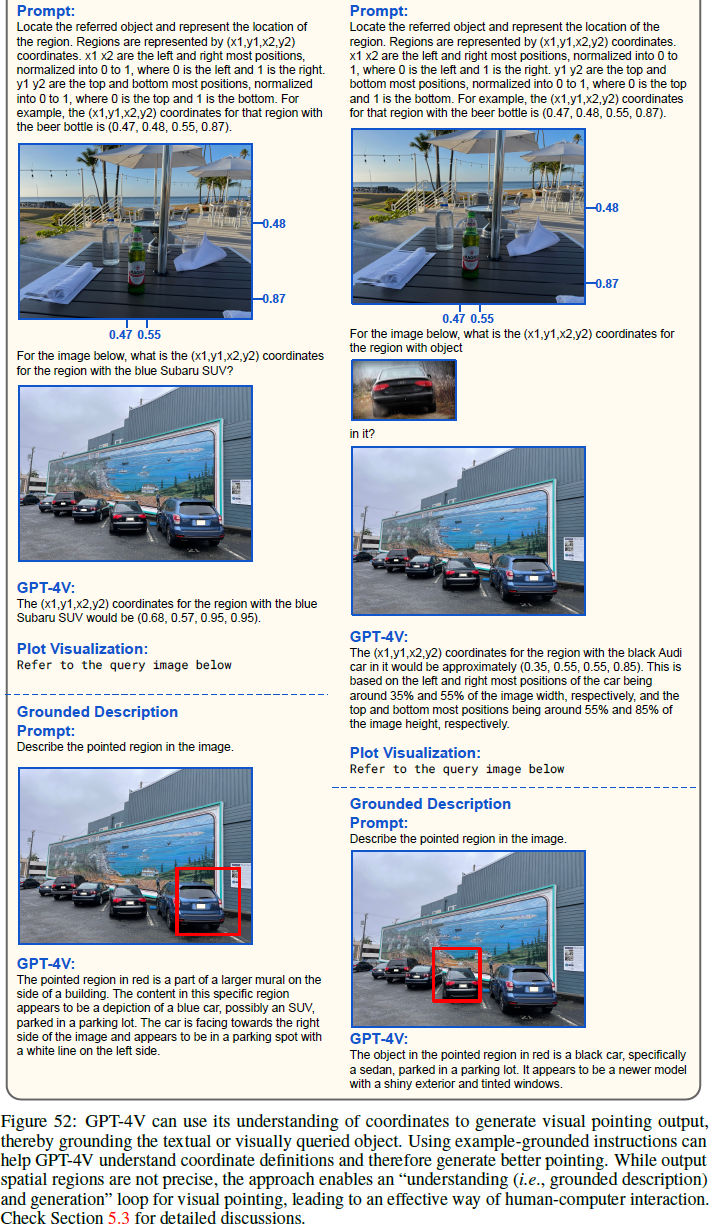 Prompt:
Locate the referred object and represent the location of
the region. Regions are represented by (x1,y1,x2,y2)
coordinates. x1 x2 are the left and right most positions,
normalized into 0 to 1, where 0 is the left and 1 is the right.
y1 y2 are the top and bottom most positions, normalized
into 0 to 1, where 0 is the top and 1 is the bottom. For
example, the (x1,y1,x2,y2) coordinates for that region with
the beer bottle is (0.47, 0.48, 0.55, 0.87).
0.48
0.87
0.47 0.55
For the image below, what is the (x1,y1,x2,y2) coordinates
for the region with the blue Subaru SUV?
GPT-4V:
The (x1,y1,x2,y2) coordinates for the region with the blue
Subaru SUV would be (0.68, 0.57, 0.95, 0.95).
Plot Visualization:
Refer to the query image below
Grounded Description
Prompt:
Describe the pointed region in the image.
GPT-4V:
The pointed region in red is a part of a larger mural on the
side of a building. The content in this specific region
appears to be a depiction of a blue car, possibly an SUV,
parked in a parking lot. The car is facing towards the right
side of the image and appears to be in a parking spot with
a white line on the left side.
Prompt:
Locate the referred object and represent the location of
the region. Regions are represented by (x1,y1,x2,y2)
coordinates. x1 x2 are the left and right most positions,
normalized into 0 to 1, where 0 is the left and 1 is the right.
y1 y2 are the top and bottom most positions, normalized
into 0 to 1, where 0 is the top and 1 is the bottom. For
example, the (x1,y1,x2,y2) coordinates
for that region with the beer bottle is (0.47, 0.48, 0.55, 0.87).
0.48
0.87
0.47 0.55
For the image below, what is the (x1,y1,x2,y2) coordinates for
the region with object
in it?
GPT-4V:
The (x1,y1,x2,y2) coordinates for the region with the black Audi
car in it would be approximately (0.35, 0.55, 0.55, 0.85). This is
based on the left and right most positions of the car being
around 35% and 55% of the image width, respectively, and the
top and bottom most positions being around 55% and 85% of
the image height, respectively.
Plot Visualization:
Refer to the query image below
Grounded Description
Prompt:
Describe the pointed region in the image.
GPT-4V:
The object in the pointed region in red is a black car, specifically
a sedan, parked in a parking lot. It appears to be a newer model
with a shiny exterior and tinted windows.
Figure 52: GPT-4V can use its understanding of coordinates to generate visual pointing output,
thereby grounding the textual or visually queried object. Using example-grounded instructions can
help GPT-4V understand coordinate definitions and therefore generate better pointing. While output
spatial regions are not precise, the approach enables an “understanding (i.e., grounded description)
and generation” loop for visual pointing, leading to an effective way of human-computer interaction.
Check Section 5.3 for detailed discussions.